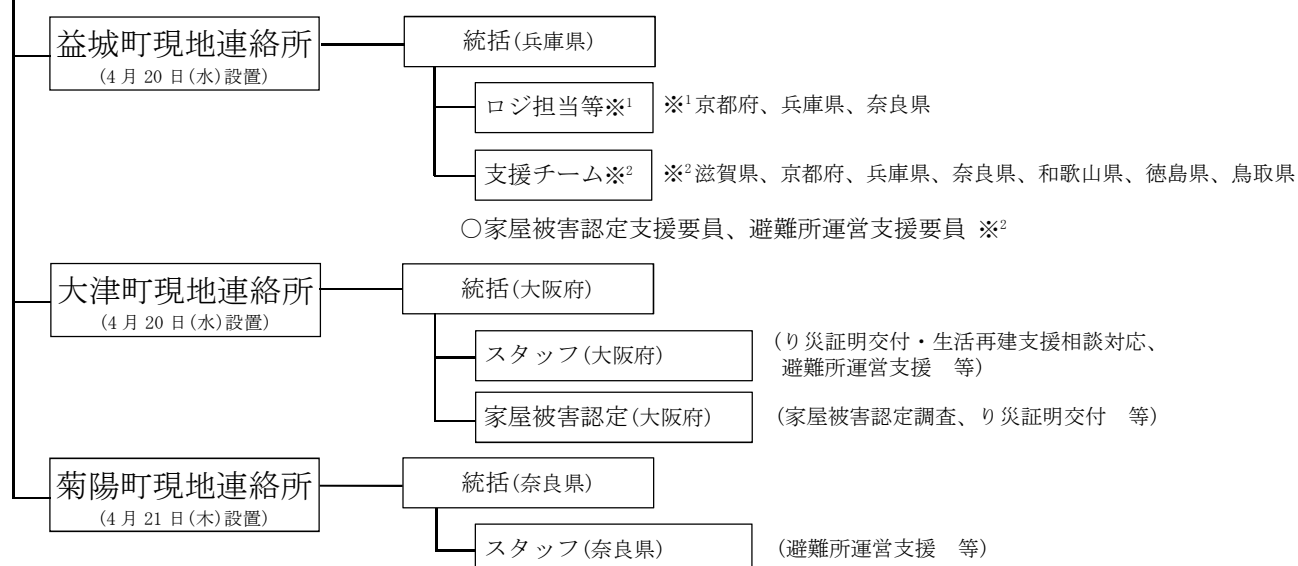 益城町現地連絡所
(4月20日(水)設置)
統括(兵庫県)
ロジ担当等※1
※1京都府、兵庫県、奈良県
支援チーム※2
※2滋賀県、京都府、兵庫県、奈良県、和歌山県、徳島県、鳥取県
○家屋被害認定支援要員、避難所運営支援要員 ※2
大津町現地連絡所
(4月20日(水)設置)
統括(大阪府)
スタッフ(大阪府)
(り災証明交付・生活再建支援相談対応、
避難所運営支援 等)
家屋被害認定(大阪府)
(家屋被害認定調査、り災証明交付 等)
菊陽町現地連絡所
(4月21日(木)設置)
統括(奈良県)
スタッフ(奈良県)
(避難所運営支援 等)